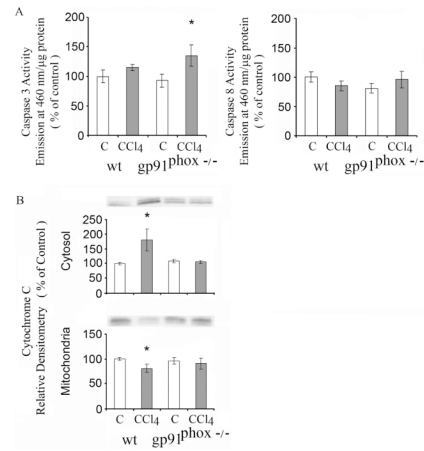 A
Caspase 3 Activity
Emission at 460 nm/µg protein
( % of control)
200
150
100
50
0
*
C CCl4 C CCl4
wt gp91phox -/-
Caspase 8 Activity
Emission at 460 nm/µg protein
( % of control)
200
150
100
50
0
C CCl4 C CCl4
wt gp91phox -/-
B
Cytochrome C
Relative Densitometry ( % of Control)
Cytosol
250
200
150
100
50
0
*
Mitochondria
150
100
50
0
*
C CCl4 C CCl4
wt gp91phox -/-